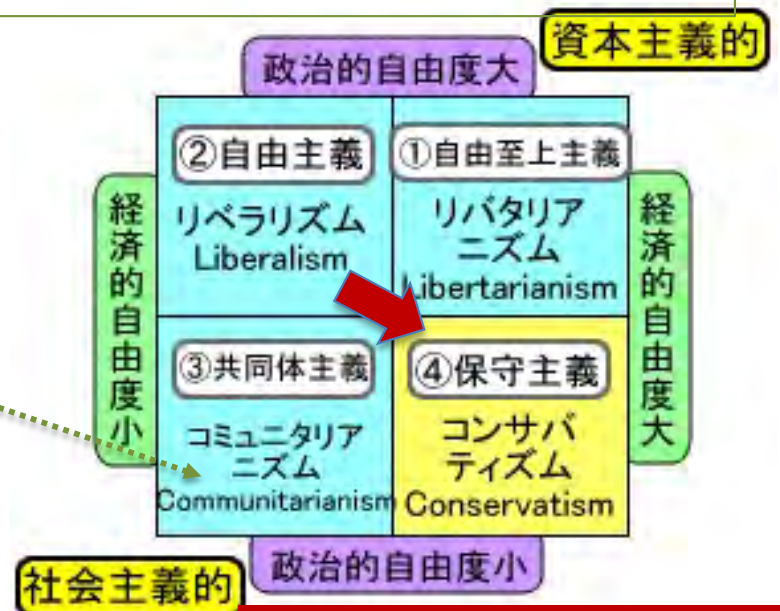 資本主義的
政治的自由度大
②自由主義
リベラリズム
Liberalism
①自由至上主義
リバタリア
ニズム
Libertarianism
経済的自由度小
経済的自由度大
③共同体主義
コミュニタリア
ニズム
Communitarianism
④保守主義
コンサバ
ティズム
Conservatism
政治的自由度小
社会主義的